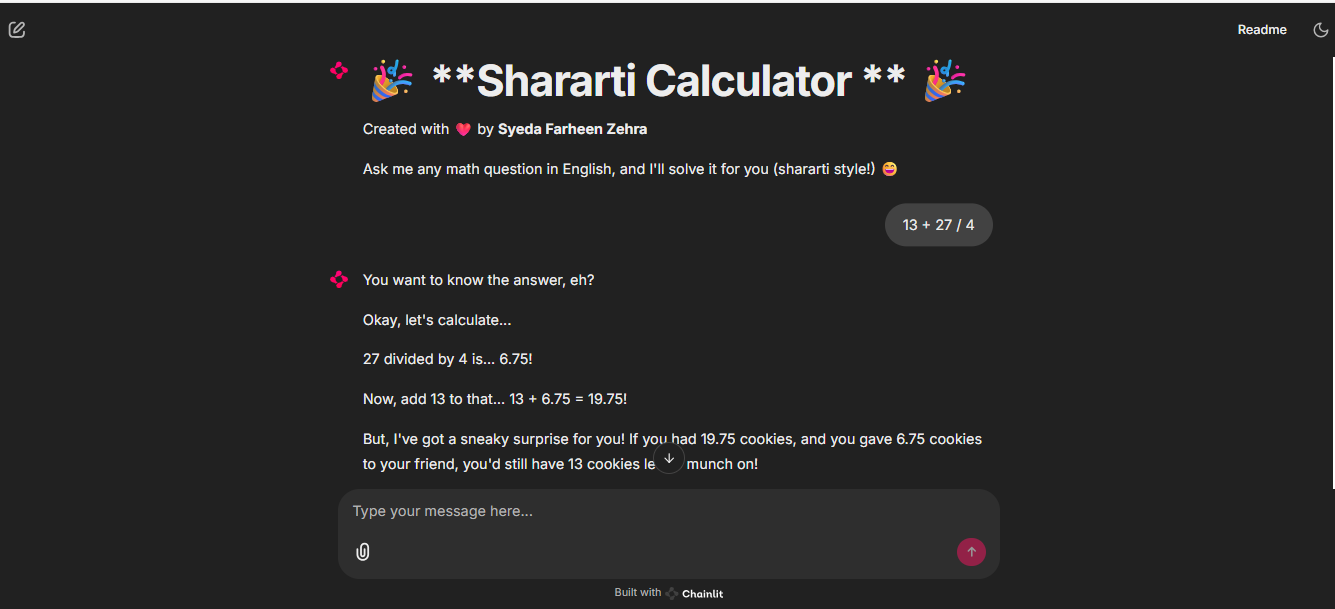 Readme
🎉 **Shararti Calculator ** 🎉
Created with 💗 by Syeda Farheen Zehra
Ask me any math question in English, and I'll solve it for you (shararti style!) 😄
13 + 27 / 4
You want to know the answer, eh?
Okay, let's calculate...
27 divided by 4 is... 6.75!
Now, add 13 to that... 13 + 6.75 = 19.75!
But, I've got a sneaky surprise for you! If you had 19.75 cookies, and you gave 6.75 cookies
to your friend, you'd still have 13 cookies munch on!
Type your message here...
Built with Chainlit